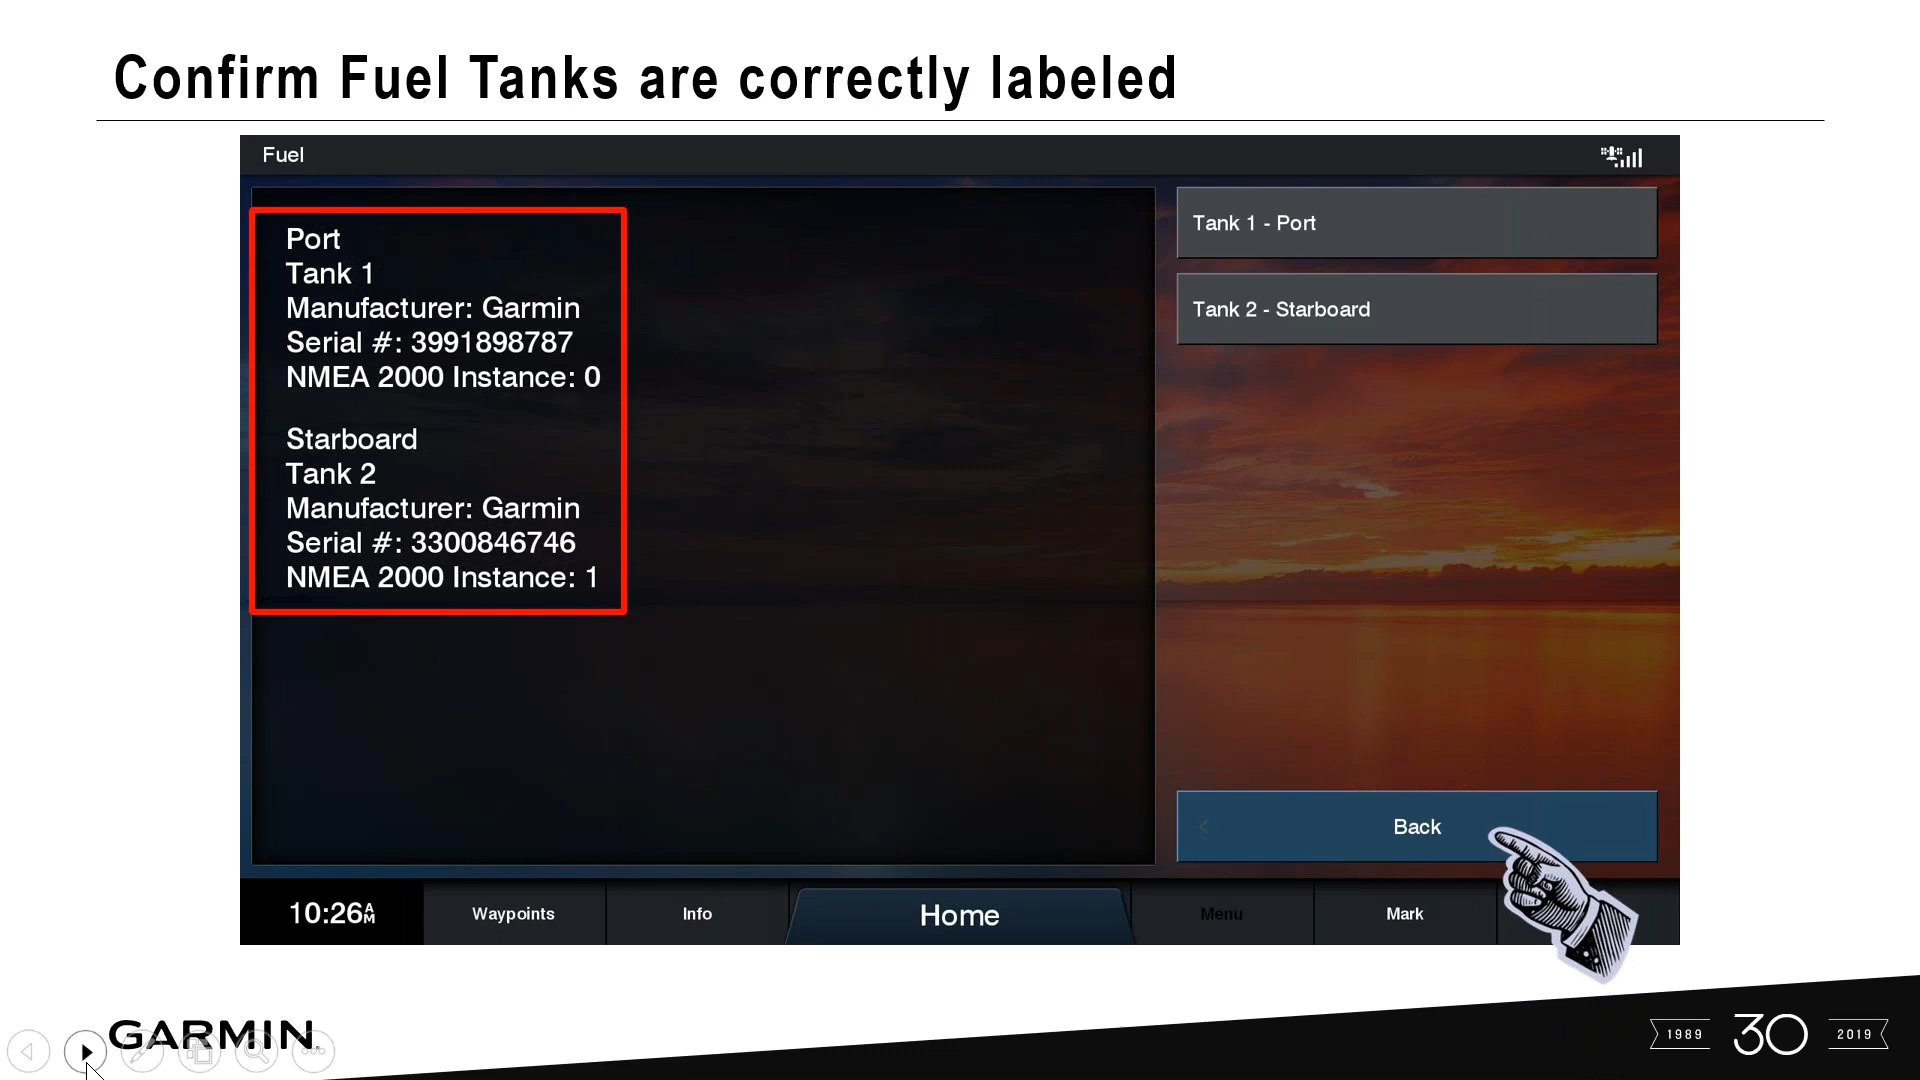 Confirm Fuel Tanks are correctly labeled
Fuel
Port
Tank 1
Manufacturer: Garmin
Serial #: 3991898787
NMEA 2000 Instance: 0
Starboard
Tank 2
Manufacturer: Garmin
Serial #: 3300846746
NMEA 2000 Instance: 1
Tank 1 - Port
Tank 2 - Starboard
Back
10:26AM
Waypoints
Info
Home
Menu
Mark
GARMIN
1989
30
2019